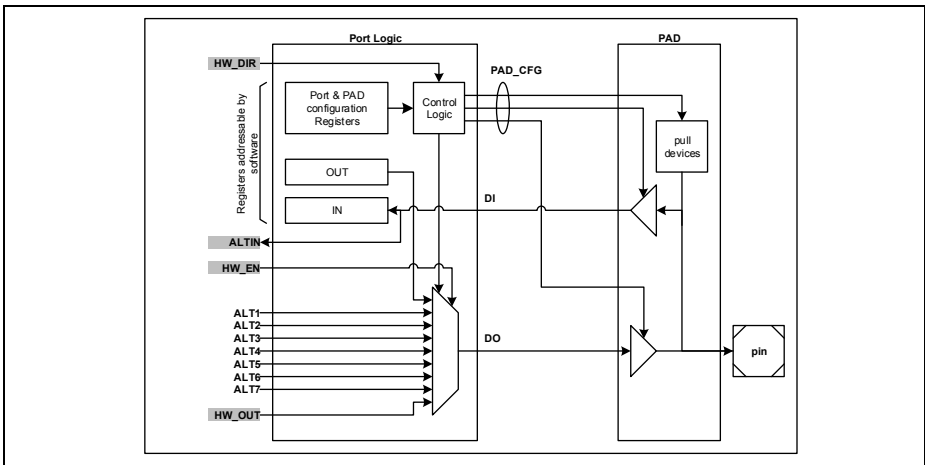 Port Logic
PAD
HW_DIR
PAD_CFG
Port & PAD
configuration
Registers
Control
Logic
Registers addressable by
software
pull
devices
OUT
IN
DI
ALTIN
HW_EN
ALT1
ALT2
ALT3
ALT4
ALT5
ALT6
ALT7
DO
pin
HW_OUT